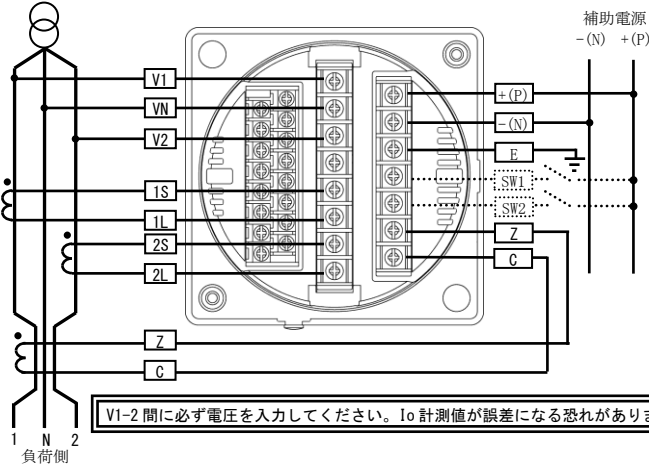 補助電源
−(N) +(P)
V1
VN
V2
1S
1L
2S
2L
Z
C
+(P)
−(N)
E
SW1
SW2
Z
C
V1-2 間に必ず電圧を入力してください。Io 計測値が誤差になる恐れがありま
1 N 2
負荷側